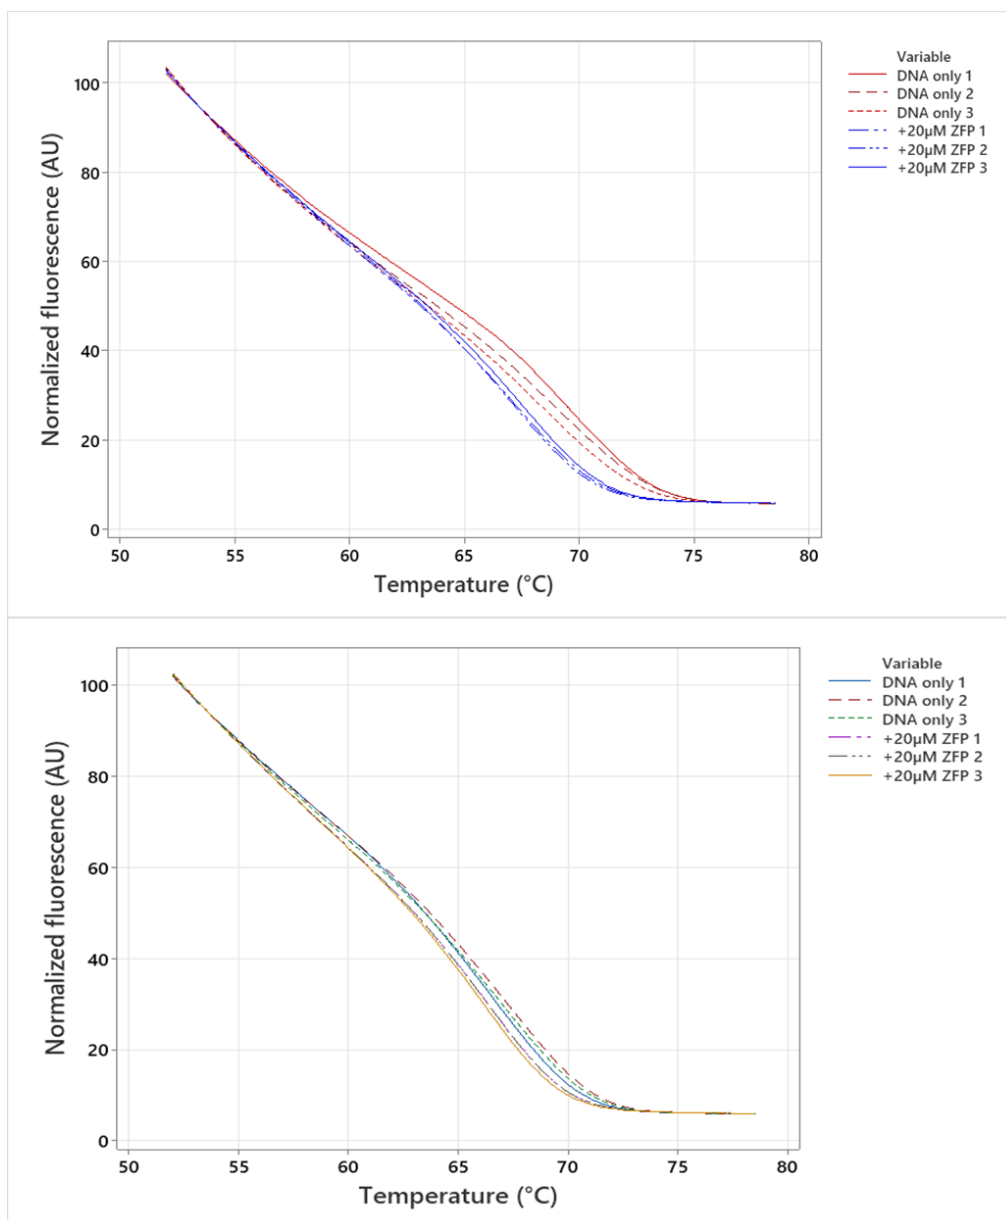 Variable
DNA only 1
DNA only 2
DNA only 3
+20µM ZFP 1
+20µM ZFP 2
+20µM ZFP 3
Normalized fluorescence (AU)
100
80
60
40
20
0
50 55 60 65 70 75 80
Temperature (°C)
Variable
DNA only 1
DNA only 2
DNA only 3
+20µM ZFP 1
+20µM ZFP 2
+20µM ZFP 3
Normalized fluorescence (AU)
100
80
60
40
20
0
50 55 60 65 70 75 80
Temperature (°C)